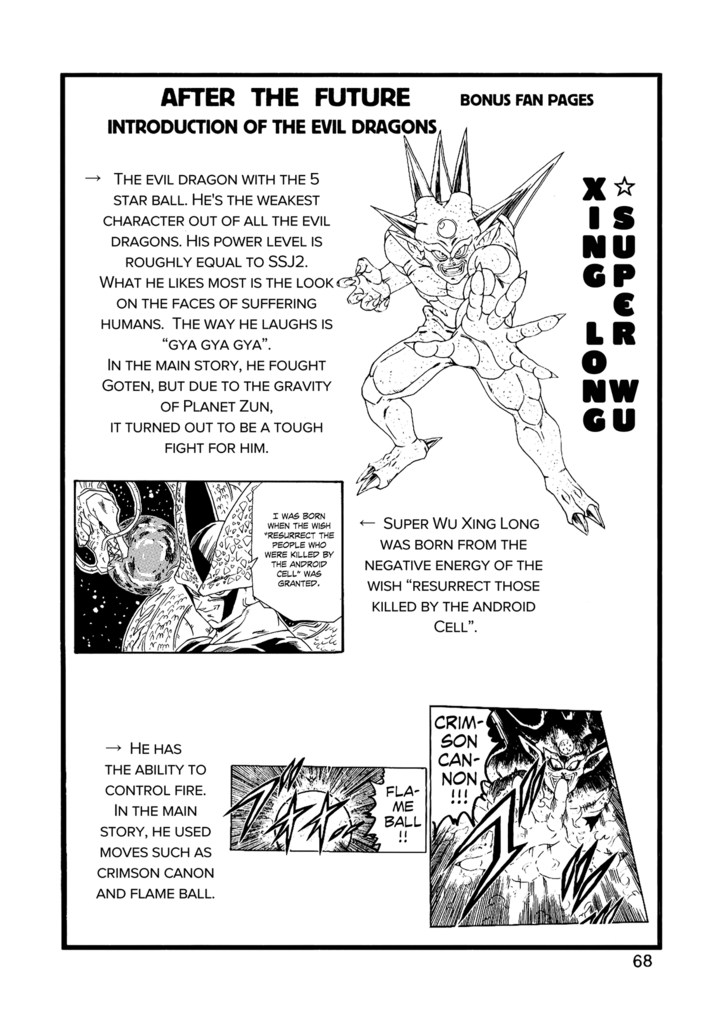 AFTER THE FUTURE
BONUS FAN PAGES
INTRODUCTION OF THE EVIL DRAGONS
☆SUPER WU
XING LONG
→ THE EVIL DRAGON WITH THE 5
STAR BALL. HE'S THE WEAKEST
CHARACTER OUT OF ALL THE EVIL
DRAGONS. HIS POWER LEVEL IS
ROUGHLY EQUAL TO SSJ2.
WHAT HE LIKES MOST IS THE LOOK
ON THE FACES OF SUFFERING
HUMANS. THE WAY HE LAUGHS IS
“GYA GYA GYA”.
IN THE MAIN STORY, HE FOUGHT
GOTEN, BUT DUE TO THE GRAVITY
OF PLANET ZUN,
IT TURNED OUT TO BE A TOUGH
FIGHT FOR HIM.
I WAS BORN
WHEN THE WISH
"RESURRECT THE
PEOPLE WHO
WERE KILLED BY
THE ANDROID
CELL" WAS
GRANTED.
← SUPER WU XING LONG
WAS BORN FROM THE
NEGATIVE ENERGY OF THE
WISH “RESURRECT THOSE
KILLED BY THE ANDROID
CELL”.
→ HE HAS
THE ABILITY TO
CONTROL FIRE.
IN THE MAIN
STORY, HE USED
MOVES SUCH AS
CRIMSON CANON
AND FLAME BALL.
FLA-
ME
BALL
!!
CRIM-
SON
CAN-
NON
!!!
68